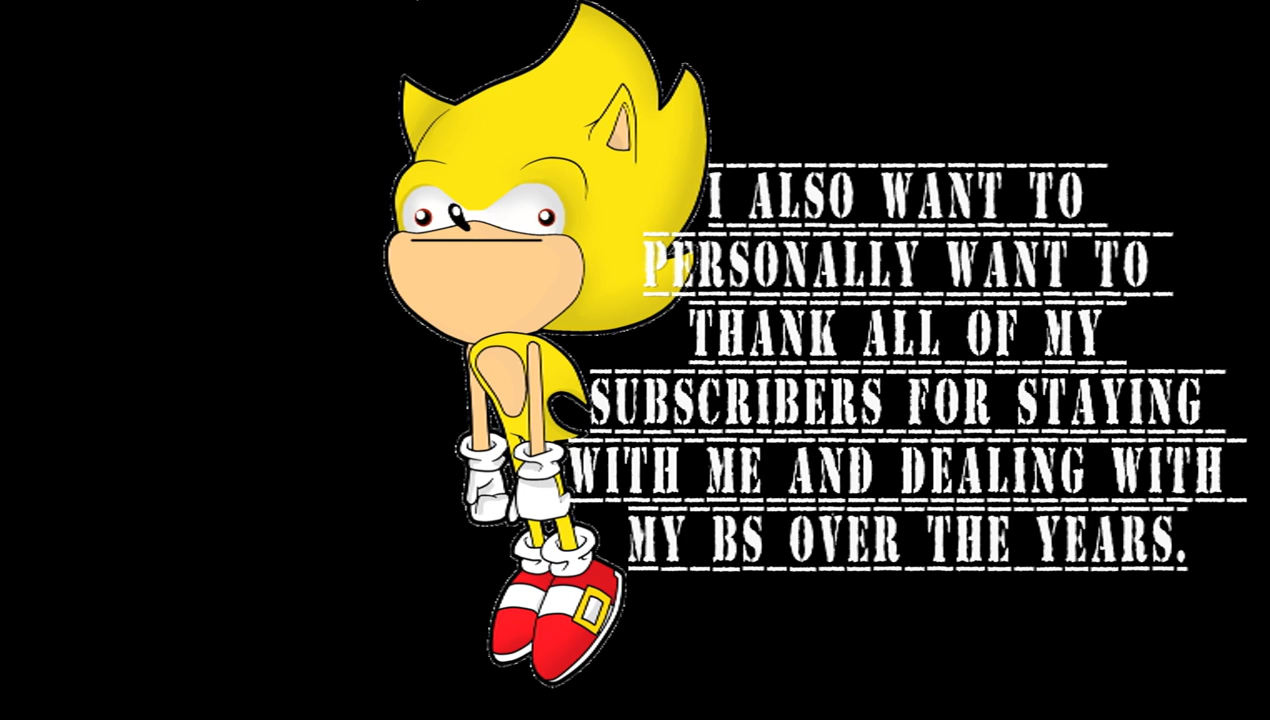 I ALSO WANT TO
PERSONALLY WANT TO
THANK ALL OF MY
SUBSCRIBERS FOR STAYING
WITH ME AND DEALING WITH
MY BS OVER THE YEARS.